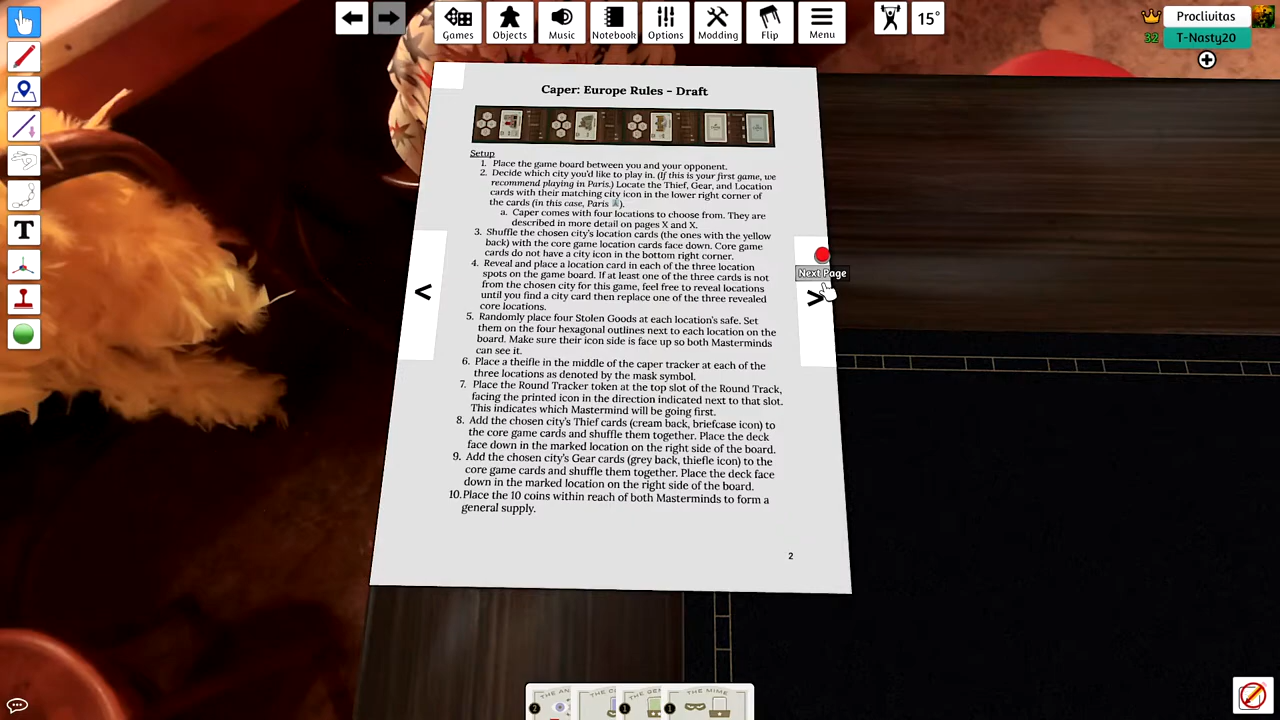 Games
Objects
Music
Notebook
Options
Modding
Flip
Menu
15°
Proclivitas
32
T-Nasty20
Caper: Europe Rules - Draft
Setup
1. Place the game board between you and your opponent.
2. Decide which city you'd like to play in. (If this is your first game, we
recommend playing in Paris.) Locate the Thief, Gear, and Location
cards with their matching city icon in the lower right corner of
the cards (in this case, Paris ).
a. Caper comes with four locations to choose from. They are
described in more detail on pages X and X.
3. Shuffle the chosen city's location cards (the ones with the yellow
back) with the core game location cards face down. Core game
cards do not have a city icon in the bottom right corner.
4. Reveal and place a location card in each of the three location
spots on the game board. If at least one of the three cards is not
from the chosen city for this game, feel free to reveal locations
until you find a city card then replace one of the three revealed
core locations.
5. Randomly place four Stolen Goods at each location's safe. Set
them on the four hexagonal outlines next to each location on the
board. Make sure their icon side is face up so both Masterminds
can see it.
6. Place a theifle in the middle of the caper tracker at each of the
three locations as denoted by the mask symbol.
7. Place the Round Tracker token at the top slot of the Round Track,
facing the printed icon in the direction indicated next to that slot.
This indicates which Mastermind will be going first.
8. Add the chosen city's Thief cards (cream back, briefcase icon) to
the core game cards and shuffle them together. Place the deck
face down in the marked location on the right side of the board.
9. Add the chosen city's Gear cards (grey back, thiefle icon) to the
core game cards and shuffle them together. Place the deck face
down in the marked location on the right side of the board.
10. Place the 10 coins within reach of both Masterminds to form a
general supply.
2
<
Next Page
>
T
THE MIME
2
1
1